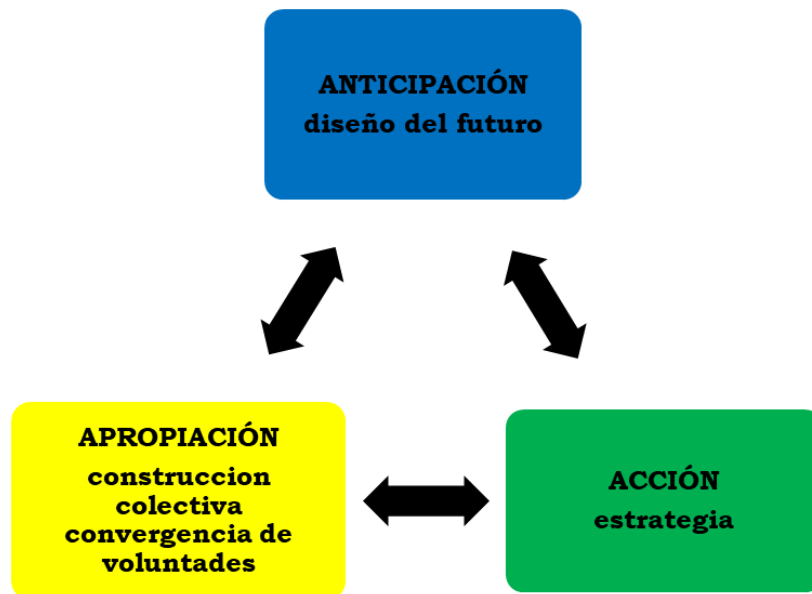 ANTICIPACIÓN
diseño del futuro
APROPIACIÓN
construccion
colectiva
convergencia de
voluntades
ACCIÓN
estrategia